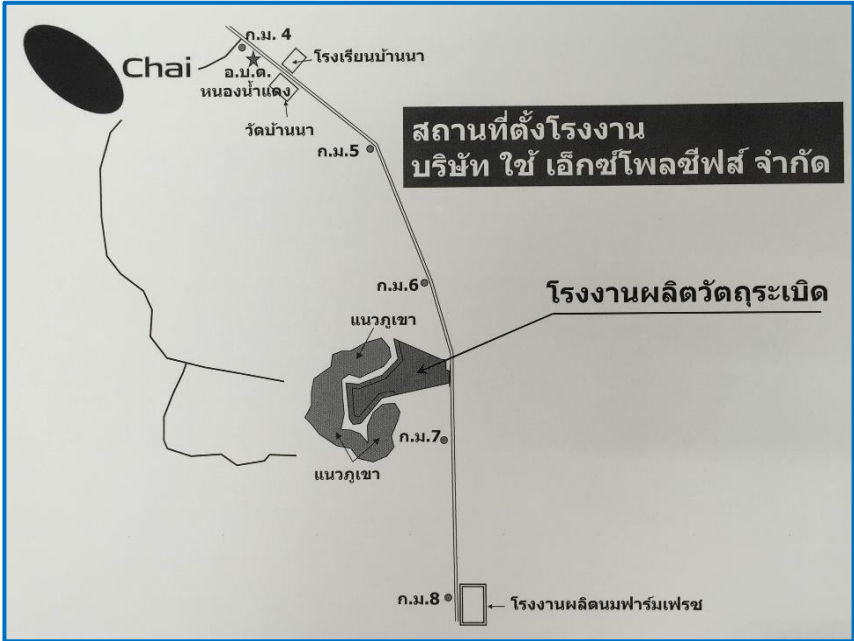 ก.ม. 4
Chai
อ.บ.ต.
หนองน้ำแดง
โรงเรียนบ้านนา
วัดบ้านนา
ก.ม.5
สถานที่ตั้งโรงงาน
บริษัท ใช้ เอ็กซ์โพลซีฟส์ จำกัด
ก.ม.6
โรงงานผลิตวัตถุระเบิด
แนวภูเขา
ก.ม.7
แนวภูเขา
ก.ม.8
โรงงานผลิตนมฟาร์มเฟรช